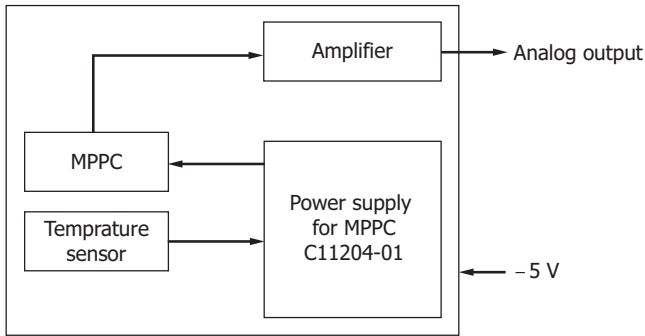 Amplifier
Analog output
MPPC
Power supply
for MPPC
C11204-01
Temprature
sensor
−5 V